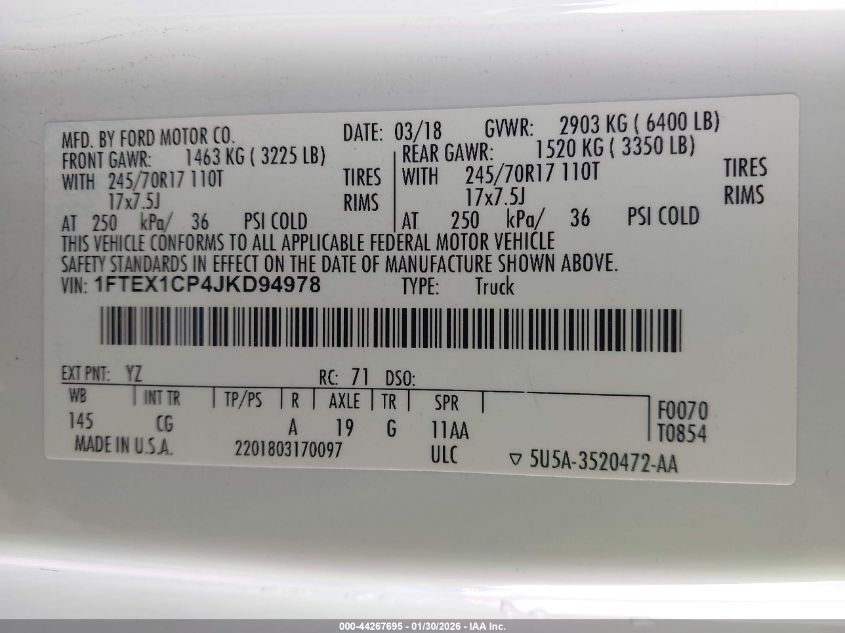 MFD. BY FORD MOTOR CO. DATE: 03/18 GVWR: 2903 KG ( 6400 LB)
FRONT GAWR: 1463 KG ( 3225 LB) REAR GAWR: 1520 KG ( 3350 LB)
WITH 245/70R17 110T TIRES WITH 245/70R17 110T TIRES
17x7.5J RIMS 17x7.5J RIMS
AT 250 kPa/ 36 PSI COLD AT 250 kPa/ 36 PSI COLD
THIS VEHICLE CONFORMS TO ALL APPLICABLE FEDERAL MOTOR VEHICLE
SAFETY STANDARDS IN EFFECT ON THE DATE OF MANUFACTURE SHOWN ABOVE.
VIN: 1FTEX1CP4JKD94978 TYPE: Truck
EXT PNT: YZ RC: 71 DSO:
WB INT TR TP/PS R AXLE TR SPR F0070
145 CG A 19 G 11AA T0854
MADE IN U.S.A. 2201803170097 ULC ▽ 5U5A-3520472-AA
000-44267695 - 01/30/2026 - IAA Inc.